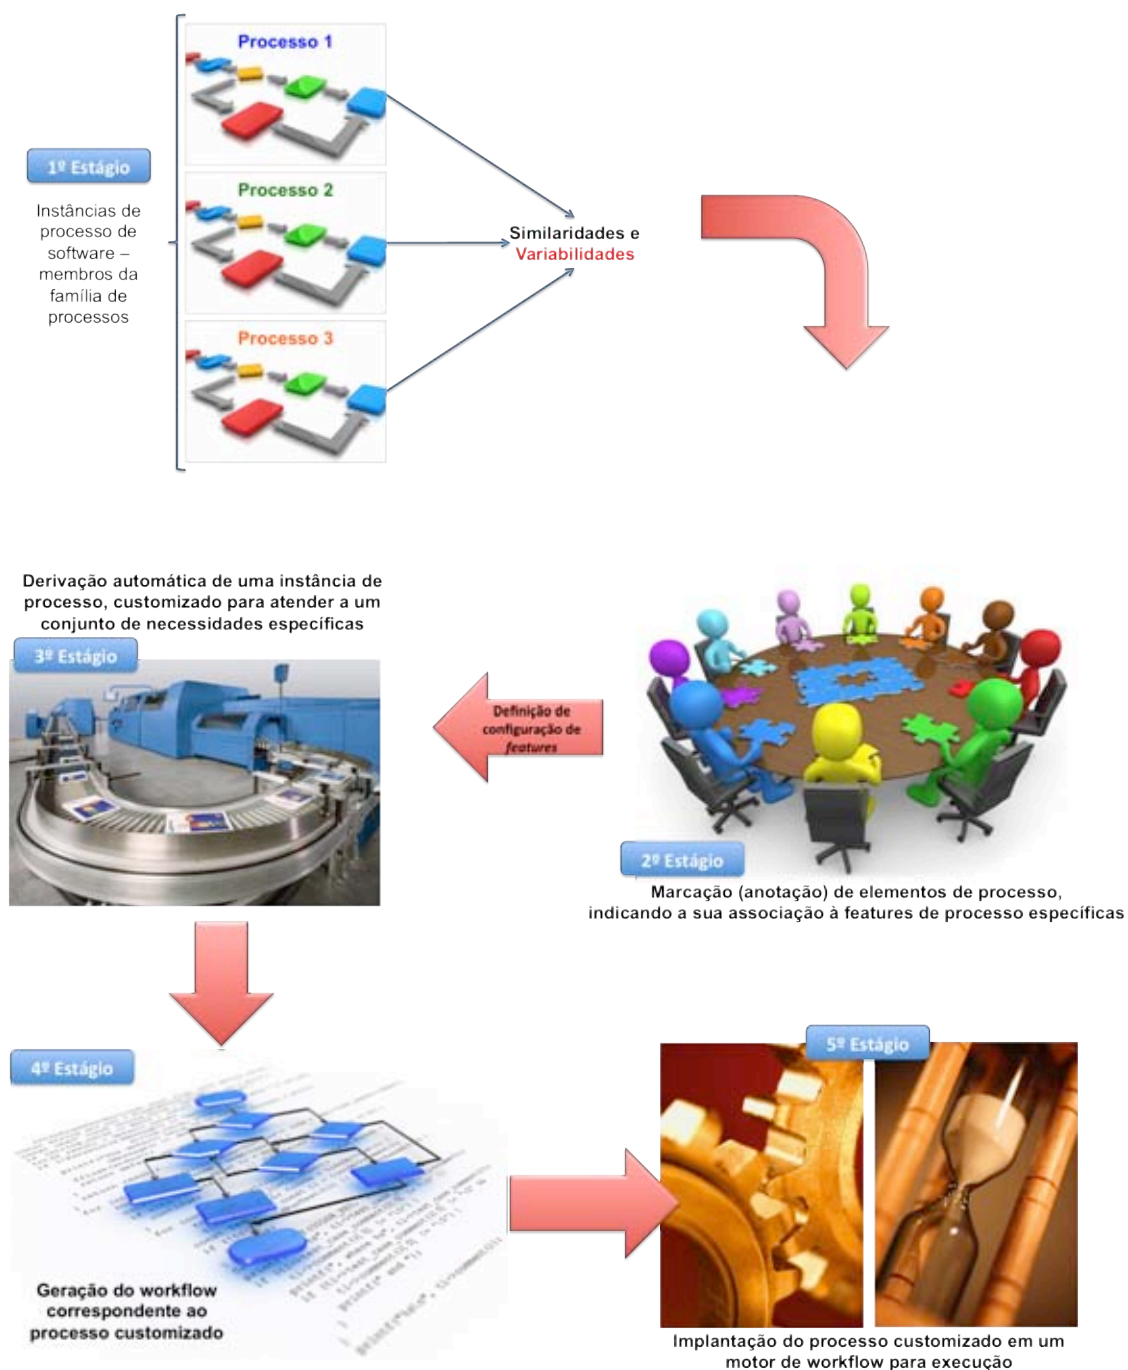 Processo 1
1º Estágio
Instâncias de
processo de
software –
membros da
família de
processos
Processo 2
Processo 3
Similaridades e
Variabilidades
Derivação automática de uma instância de
processo, customizado para atender a um
conjunto de necessidades específicas
3º Estágio
Definição de
configuração de
features
2º Estágio
Marcação (anotação) de elementos de processo,
indicando a sua associação à features de processo específicas
4º Estágio
Geração do workflow
correspondente ao
processo customizado
5º Estágio
Implantação do processo customizado em um
motor de workflow para execução